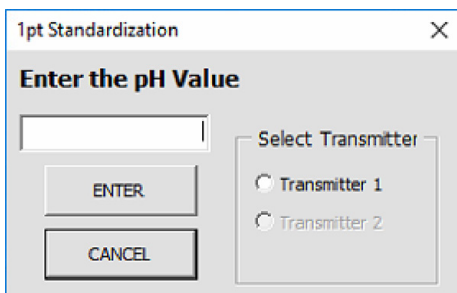 1pt Standardization
Enter the pH Value
Select Transmitter
ENTER
Transmitter 1
Transmitter 2
CANCEL